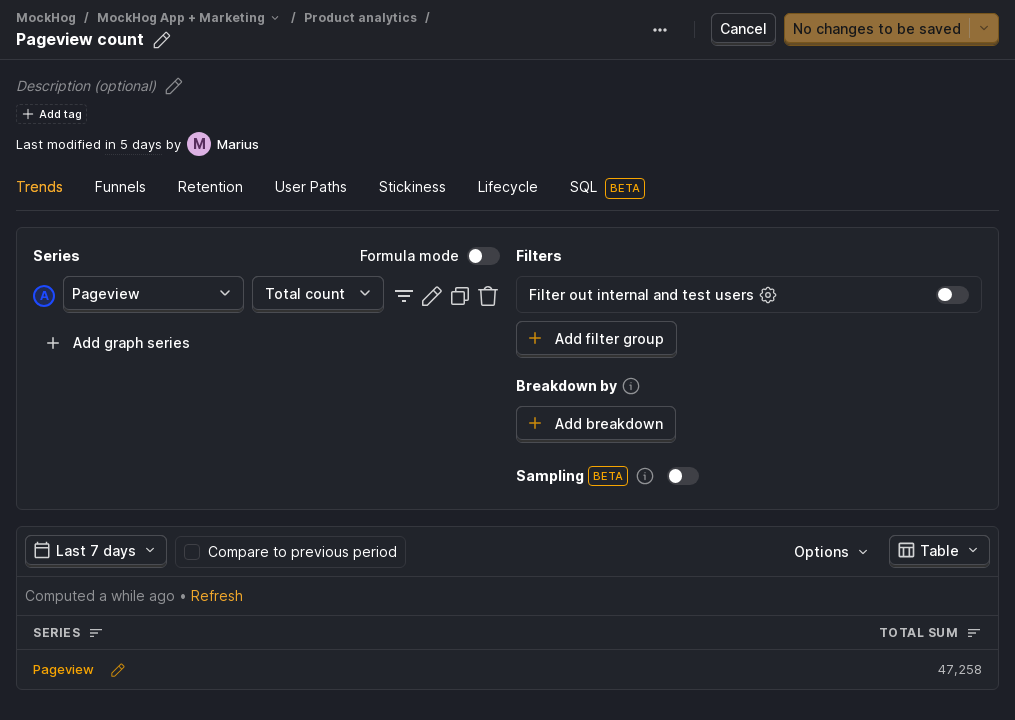 MockHog / MockHog App + Marketing / Product analytics /
Pageview count
Cancel
No changes to be saved
Description (optional)
Add tag
Last modified in 5 days by M Marius
Trends Funnels Retention User Paths Stickiness Lifecycle SQL BETA
Series Formula mode
A Pageview Total count
Add graph series
Filters
Filter out internal and test users
Add filter group
Breakdown by
Add breakdown
Sampling BETA
Last 7 days Compare to previous period Options Table
Computed a while ago • Refresh
SERIES TOTAL SUM
Pageview 47,258